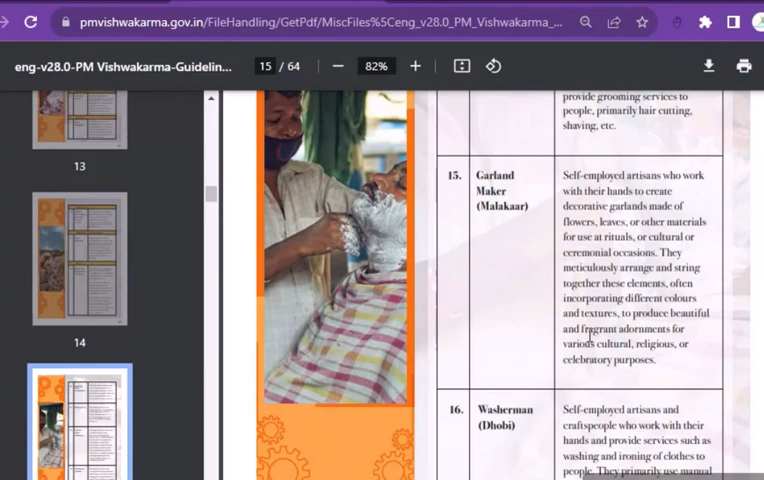 pmvishwakarma.gov.in/FileHandling/GetPdf/MiscFiles%5Ceng_v28.0_PM_Vishwakarma_...
eng-v28.0-PM Vishwakarma-Guidelin...
15 / 64
82%
13
14
provide grooming services to
people, primarily hair cutting,
shaving, etc.
15.
Garland
Maker
(Malakaar)
Self-employed artisans who work
with their hands to create
decorative garlands made of
flowers, leaves, or other materials
for use at rituals, or cultural or
ceremonial occasions. They
meticulously arrange and string
together these elements, often
incorporating different colours
and textures, to produce beautiful
and fragrant adornments for
various cultural, religious, or
celebratory purposes.
16.
Washerman
(Dhobi)
Self-employed artisans and
craftspeople who work with their
hands and provide services such as
washing and ironing of clothes to
people. They primarily use manual